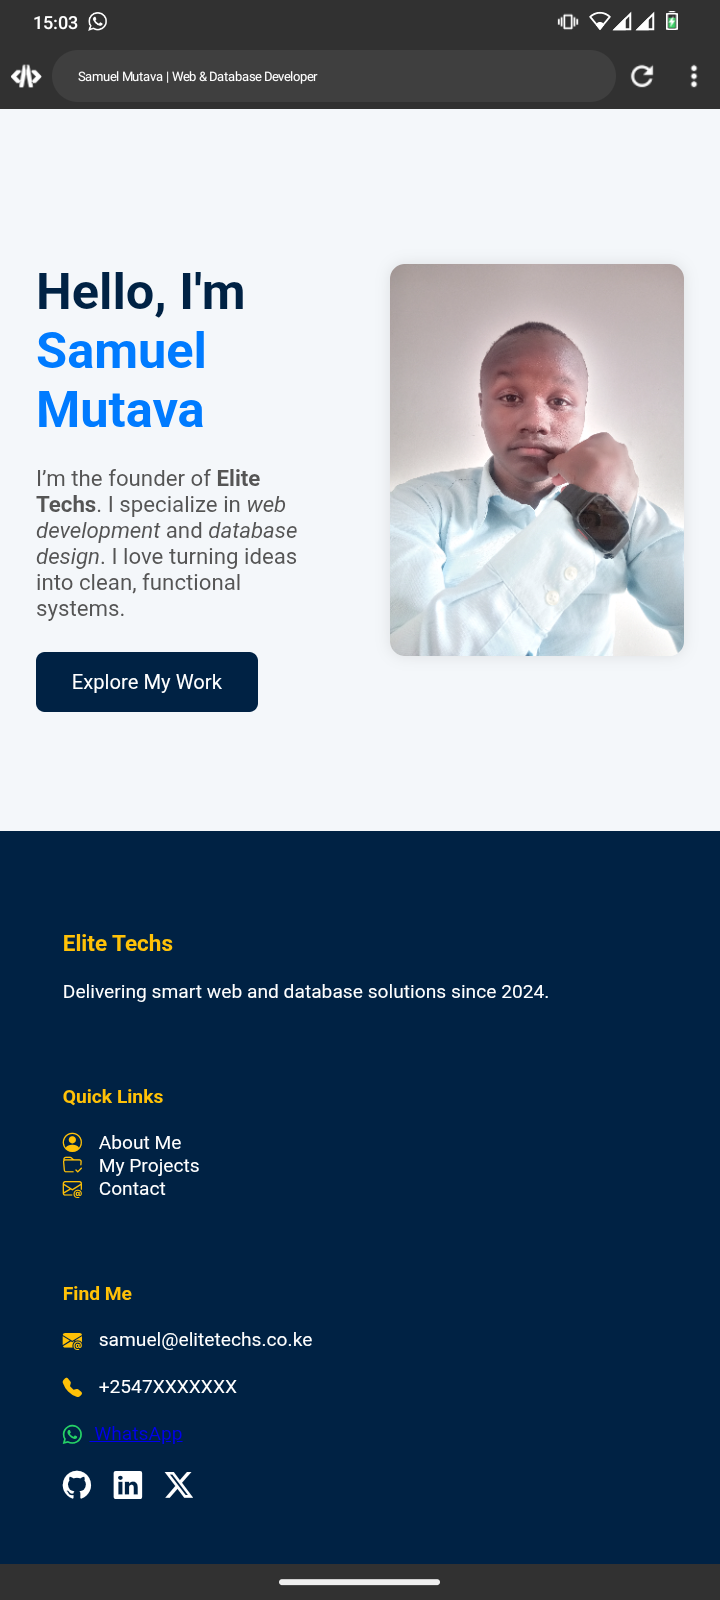 15:03
Samuel Mutava | Web & Database Developer
Hello, I'm
Samuel
Mutava
I’m the founder of Elite
Techs. I specialize in web
development and database
design. I love turning ideas
into clean, functional
systems.
Explore My Work
Elite Techs
Delivering smart web and database solutions since 2024.
Quick Links
About Me
My Projects
Contact
Find Me
samuel@elitetechs.co.ke
+2547XXXXXXX
WhatsApp